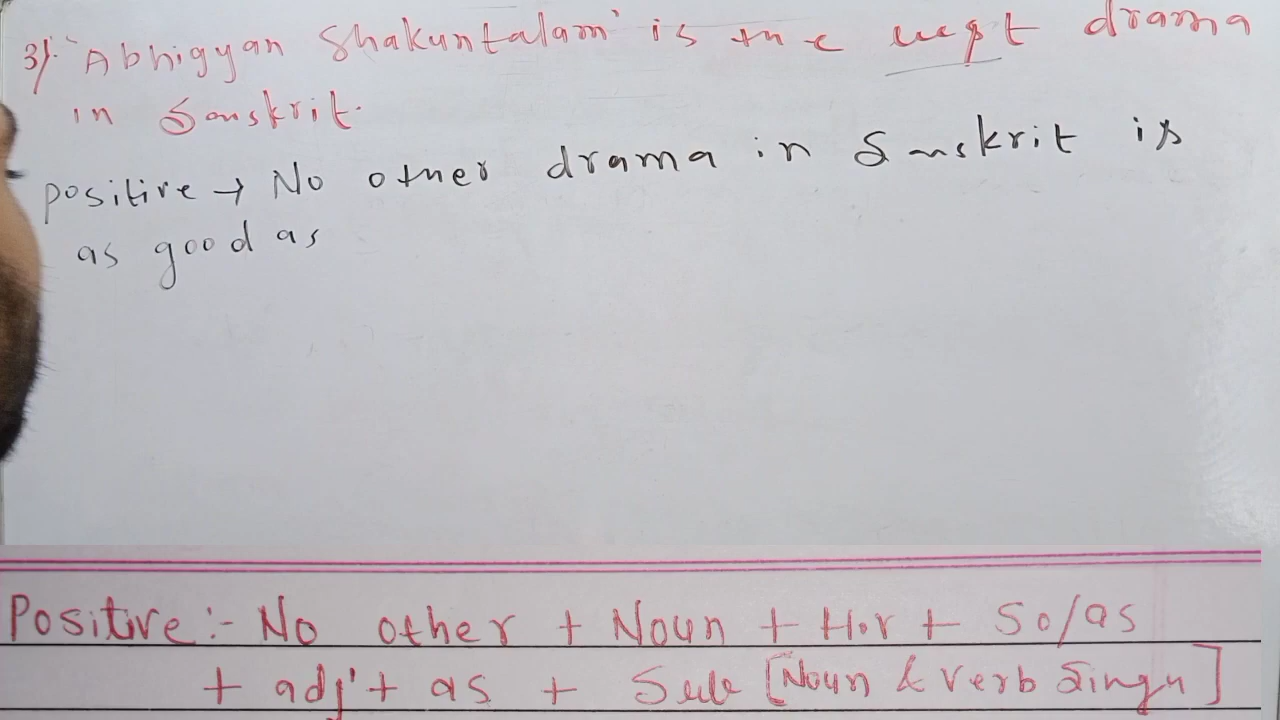 3) 'Abhigyan Shakuntalam' is the best drama
in Sanskrit.
Positive → No other drama in Sanskrit is
as good as
Positive :- No other + Noun + H.V + So/as
+ adj + as + Sub [Noun & verb Singu]